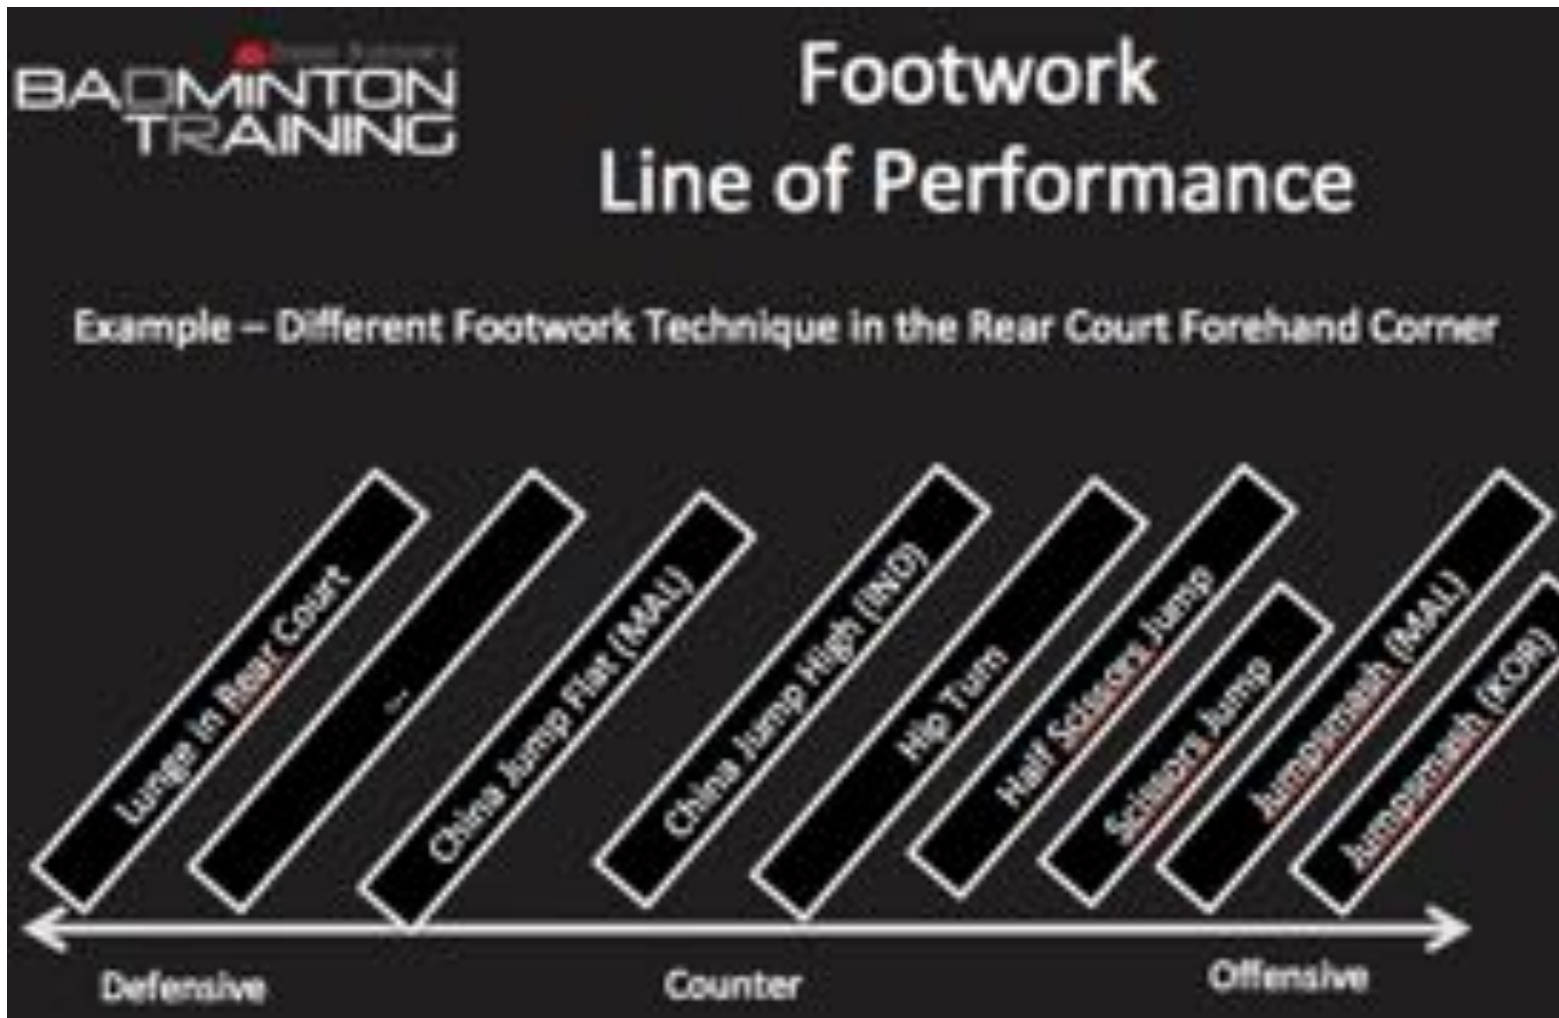 BADMINTON
TRAINING
Footwork
Line of Performance
Example – Different Footwork Technique in the Rear Court Forehand Corner
Lunge in Rear Court
...
China Jump Flat (MAL)
China Jump High (IND)
Hip Turn
Half Scissors Jump
Scissors Jump
Jumpsmash (MAL)
Jumpsmash (KOR)
Defensive
Counter
Offensive